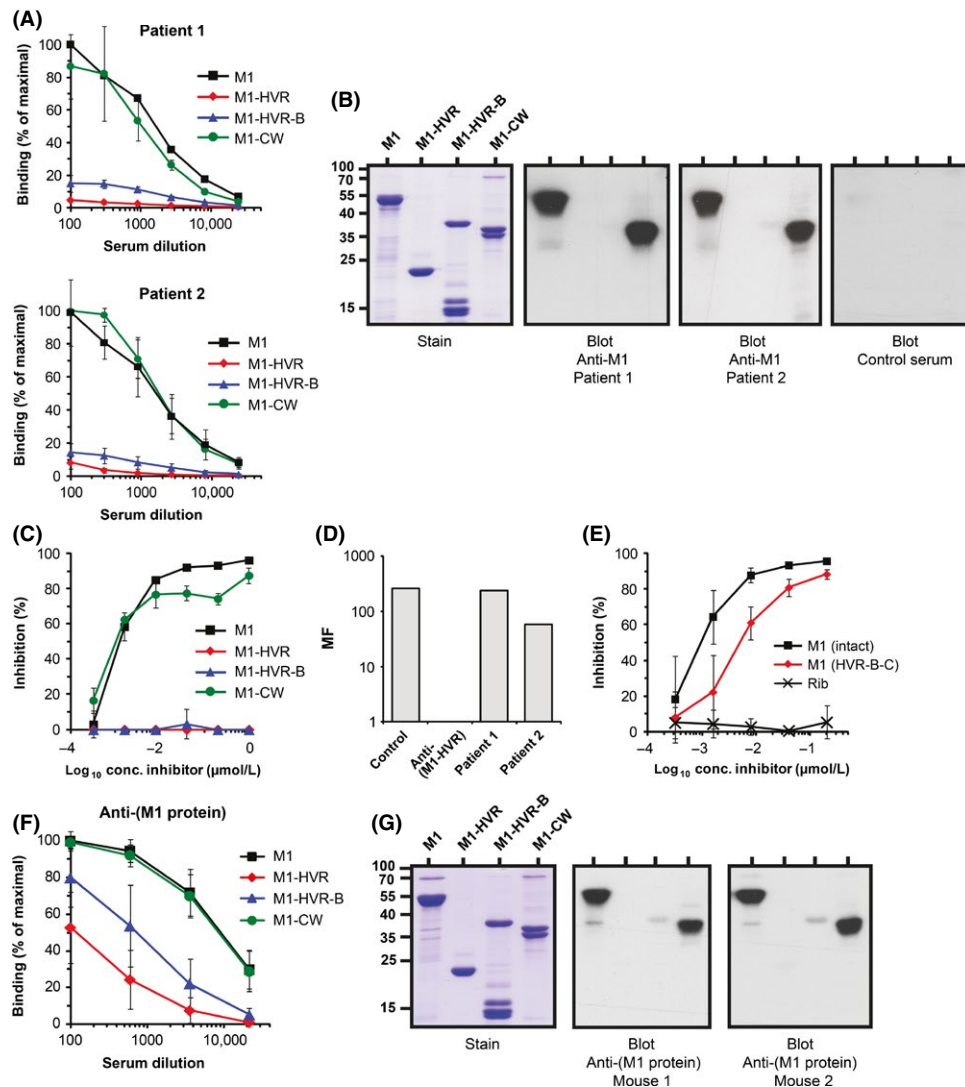 (A)
Patient 1
Binding (% of maximal)
100
80
60
40
20
0
M1
M1-HVR
M1-HVR-B
M1-CW
100 1000 10,000
Serum dilution
Patient 2
Binding (% of maximal)
100
80
60
40
20
0
M1
M1-HVR
M1-HVR-B
M1-CW
100 1000 10,000
Serum dilution
(B)
M1 M1-HVR M1-HVR-B M1-CW
100
70
55
40
35
25
15
Stain
Blot
Anti-M1
Patient 1
Blot
Anti-M1
Patient 2
Blot
Control serum
(C)
Inhibition (%)
100
80
60
40
20
0
M1
M1-HVR
M1-HVR-B
M1-CW
–4 –3 –2 –1 0
Log10 conc. inhibitor (µmol/L)
(D)
MF
1000
100
10
1
Control
Anti-(M1-HVR)
Patient 1
Patient 2
(E)
Inhibition (%)
100
80
60
40
20
0
M1 (intact)
M1 (HVR-B-C)
Rib
–4 –3 –2 –1 0
Log10 conc. inhibitor (µmol/L)
(F)
Anti-(M1 protein)
Binding (% of maximal)
100
80
60
40
20
0
M1
M1-HVR
M1-HVR-B
M1-CW
100 1000 10,000
Serum dilution
(G)
M1 M1-HVR M1-HVR-B M1-CW
100
70
55
40
35
25
15
Stain
Blot
Anti-(M1 protein)
Mouse 1
Blot
Anti-(M1 protein)
Mouse 2